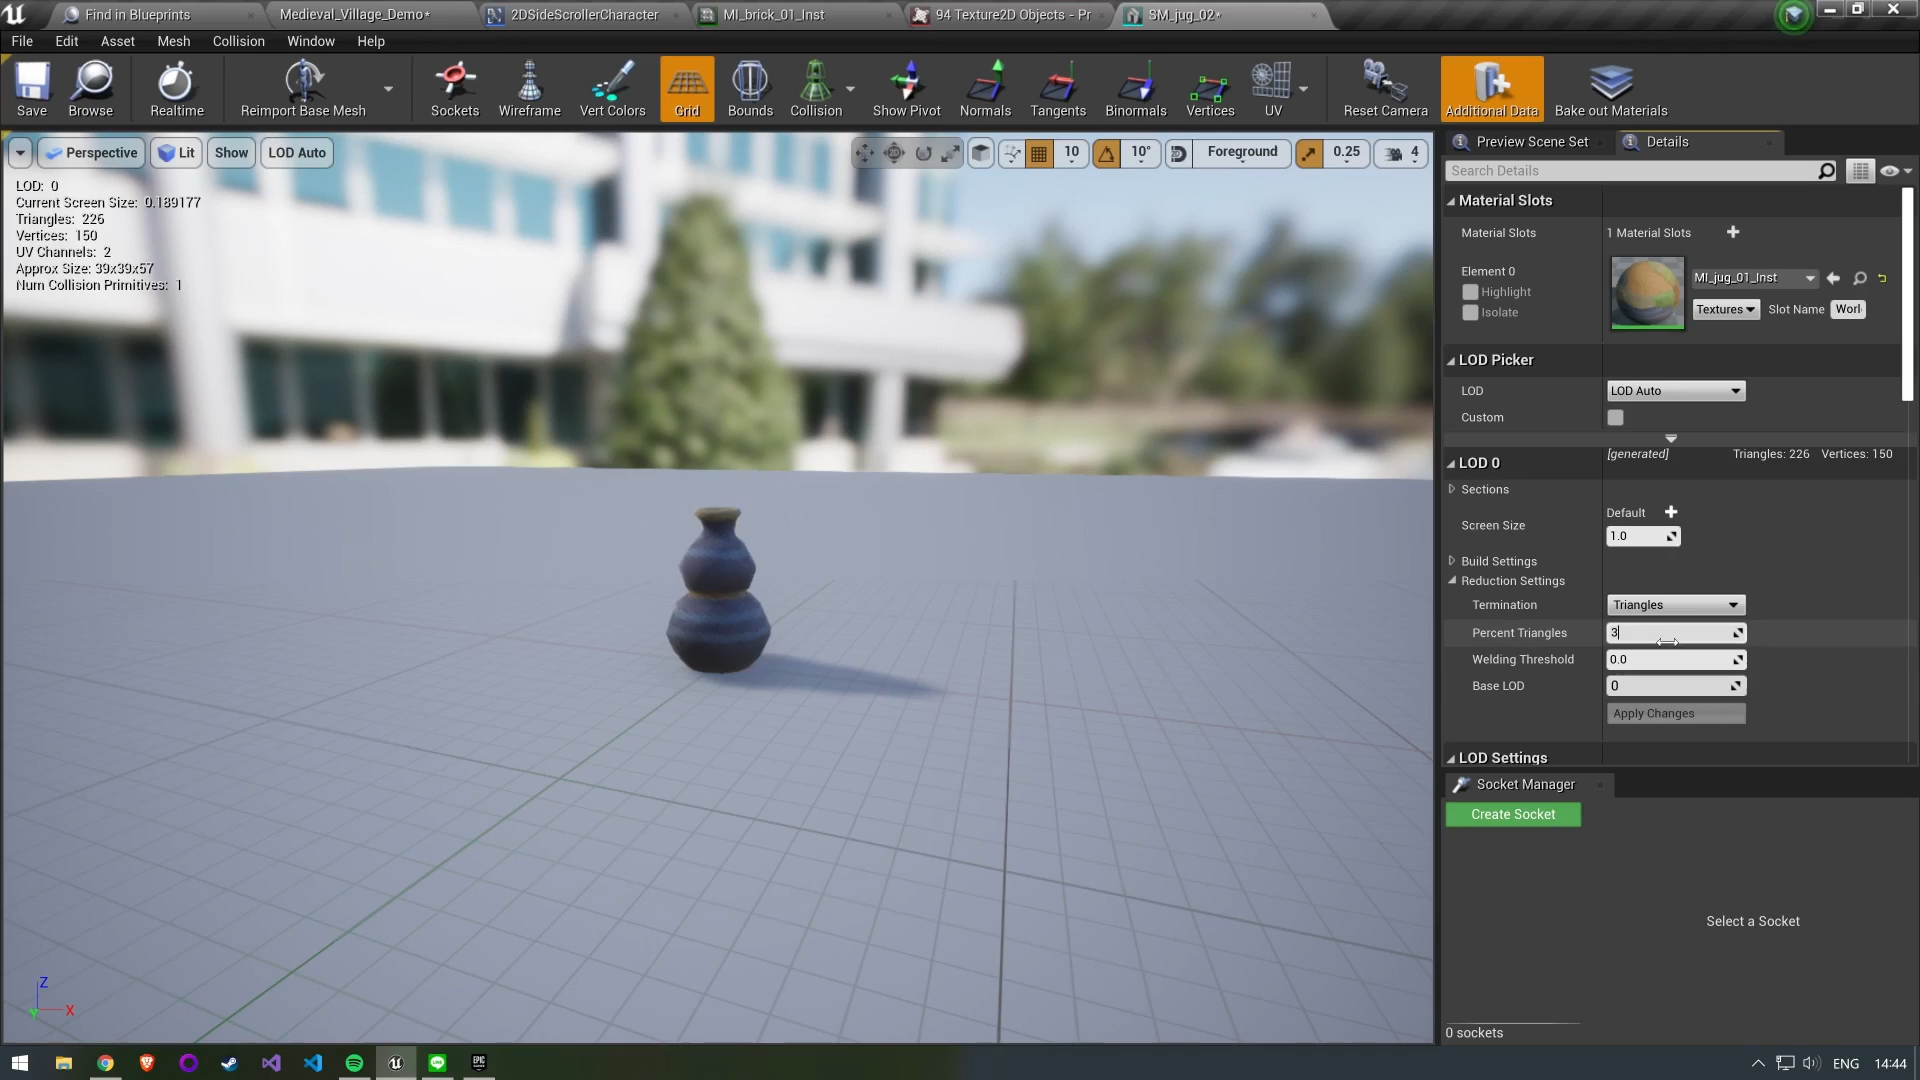 Find in Blueprints
Medieval_Village_Demo*
2DSideScrollerCharacter
MI_brick_01_Inst
94 Texture2D Objects - Pr
SM_jug_02*
File
Edit
Asset
Mesh
Collision
Window
Help
Save
Browse
Realtime
Reimport Base Mesh
Sockets
Wireframe
Vert Colors
Grid
Bounds
Collision
Show Pivot
Normals
Tangents
Binormals
Vertices
UV
Reset Camera
Additional Data
Bake out Materials
Perspective
Lit
Show
LOD Auto
10
10°
Foreground
0.25
4
LOD: 0
Current Screen Size: 0.189177
Triangles: 226
Vertices: 150
UV Channels: 2
Approx Size: 39x39x57
Num Collision Primitives: 1
Z
X
Y
Preview Scene Set
Details
Search Details
Material Slots
Material Slots
1 Material Slots
Element 0
Highlight
Isolate
MI_jug_01_Inst
Textures
Slot Name
Worl
LOD Picker
LOD
LOD Auto
Custom
LOD 0
[generated]
Triangles: 226
Vertices: 150
Sections
Screen Size
Default
1.0
Build Settings
Reduction Settings
Termination
Triangles
Percent Triangles
3
Welding Threshold
0.0
Base LOD
0
Apply Changes
LOD Settings
Socket Manager
Create Socket
Select a Socket
0 sockets
EPIC
ENG
14:44